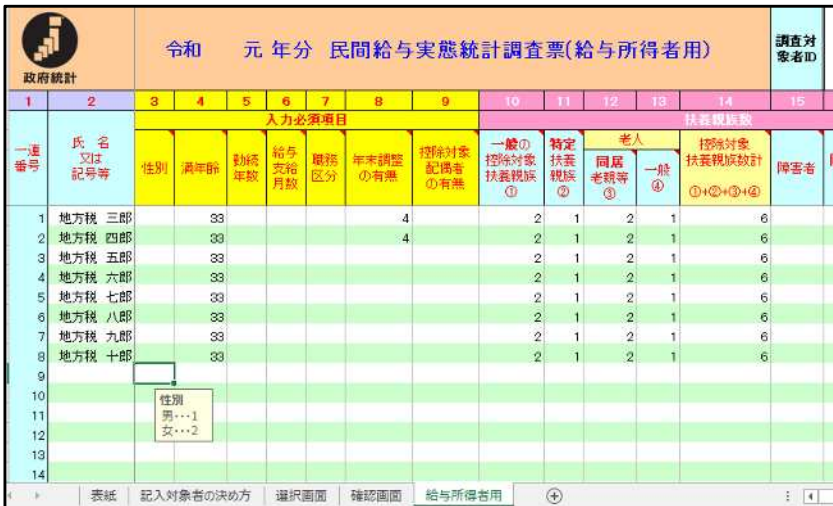 政府統計
令和 元 年分 民間給与実態統計調査票(給与所得者用)
調査対
象者ID
1 2 3 4 5 6 7 8 9 10 11 12 13 14 15
入力必須項目
扶養親族数
一連
番号
氏 名
又は
記号等
性別
満年齢
勤続
年数
給与
支給
月数
職務
区分
年末調整
の有無
控除対象
配偶者
の有無
一般の
控除対象
扶養親族
①
特定
扶養
親族
②
老人
同居
老親等
③
一般
④
控除対象
扶養親族数計
①+②+③+④
障害者
1 地方税 三郎 33 4 2 1 2 1 6
2 地方税 四郎 33 4 2 1 2 1 6
3 地方税 五郎 33 2 1 2 1 6
4 地方税 六郎 33 2 1 2 1 6
5 地方税 七郎 33 2 1 2 1 6
6 地方税 八郎 33 2 1 2 1 6
7 地方税 九郎 33 2 1 2 1 6
8 地方税 十郎 33 2 1 2 1 6
9
10
11
12
13
14
性別
男･･･1
女･･･2
表紙 記入対象者の決め方 選択画面 確認画面 給与所得者用